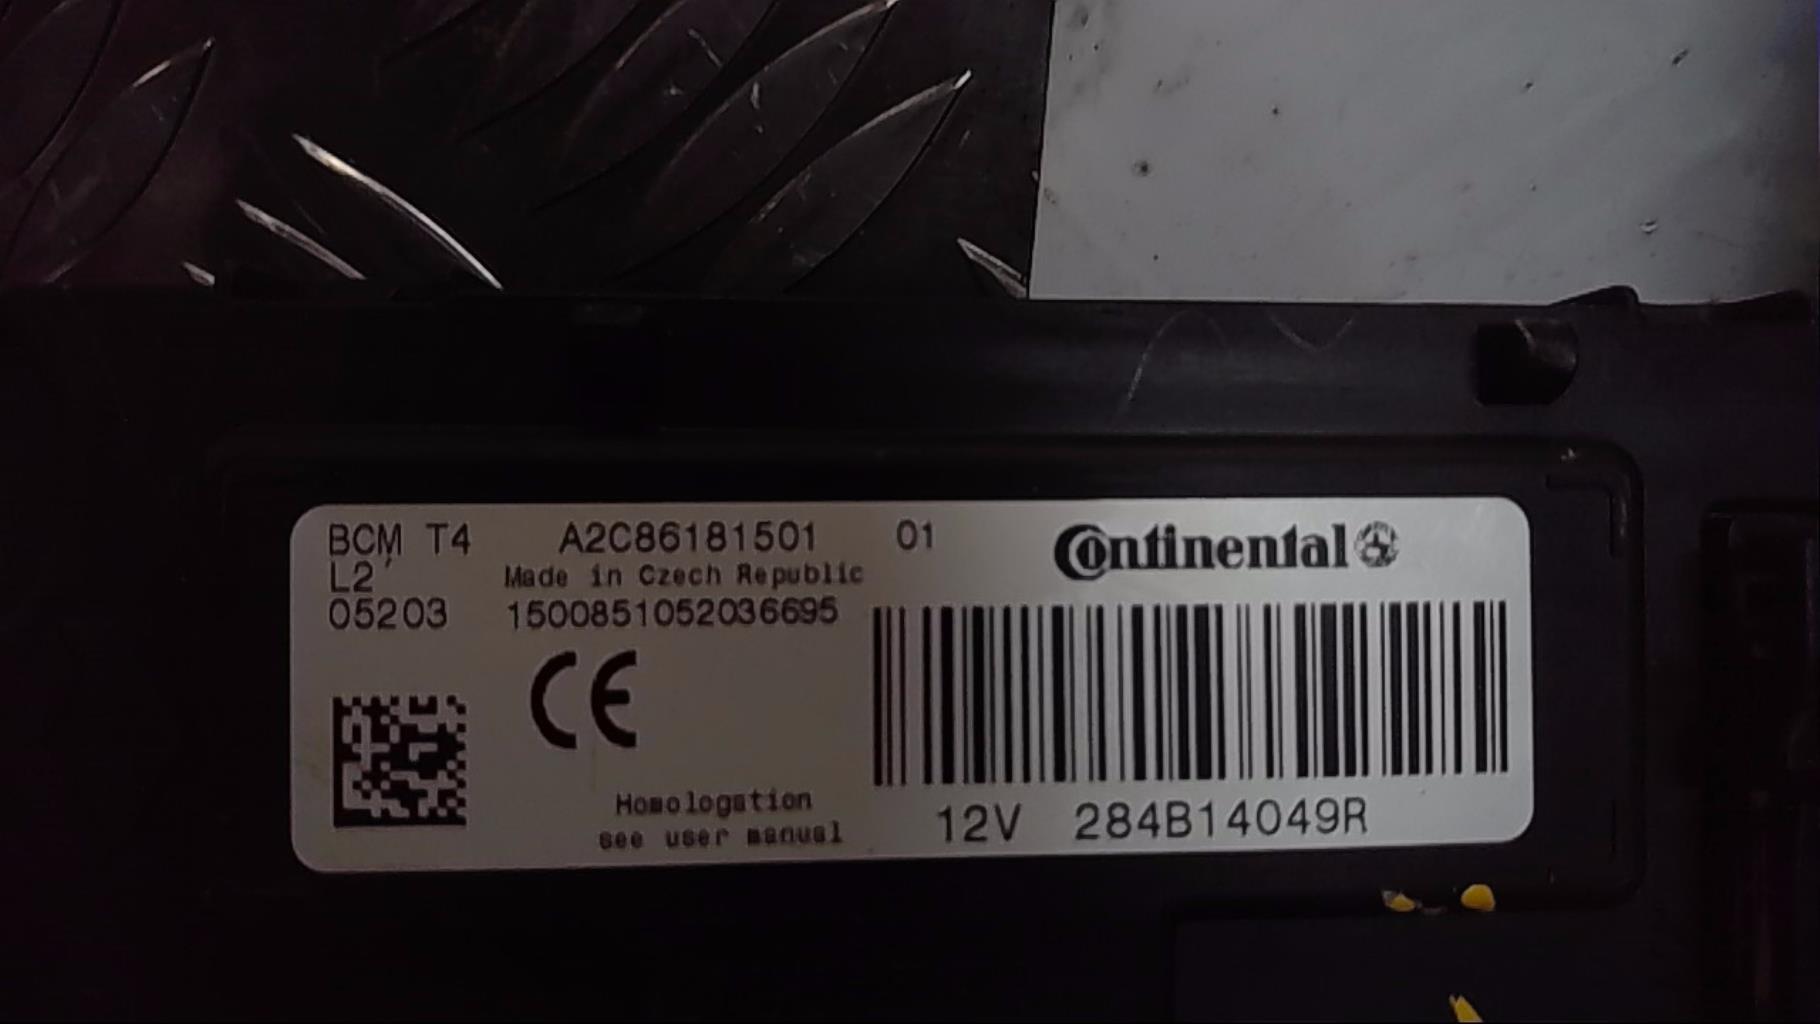 BCM T4 A2C86181501 01
Continental
L2' Made in Czech Republic
05203 1500851052036695
CE
Homologation
see user manual
12V 284B14049R